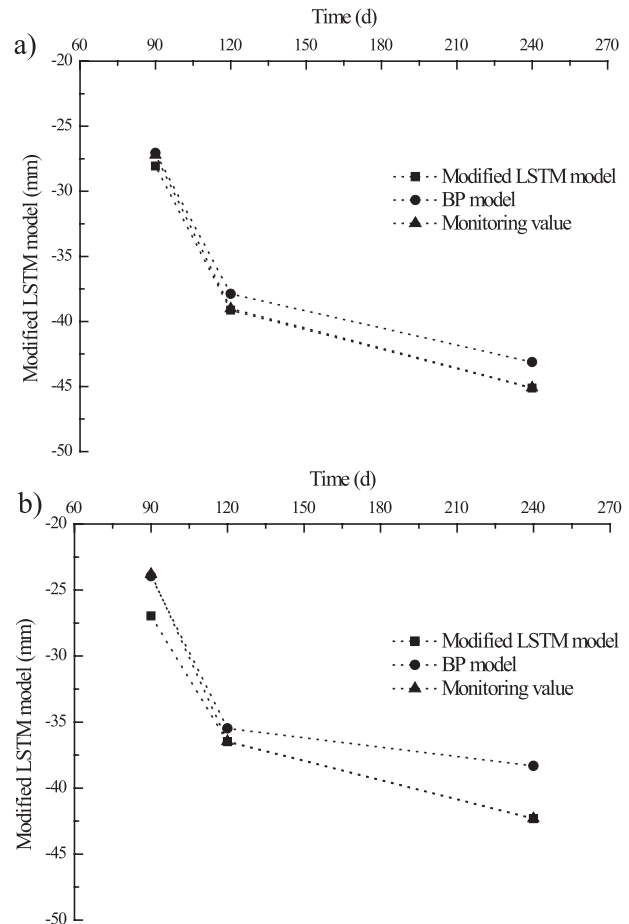 Time (d)
a)
60 90 120 150 180 210 240 270
-20
-25
-30
-35
-40
-45
-50
Modified LSTM model (mm)
Modified LSTM model
BP model
Monitoring value
Time (d)
b)
60 90 120 150 180 210 240 270
-20
-25
-30
-35
-40
-45
-50
Modified LSTM model (mm)
Modified LSTM model
BP model
Monitoring value